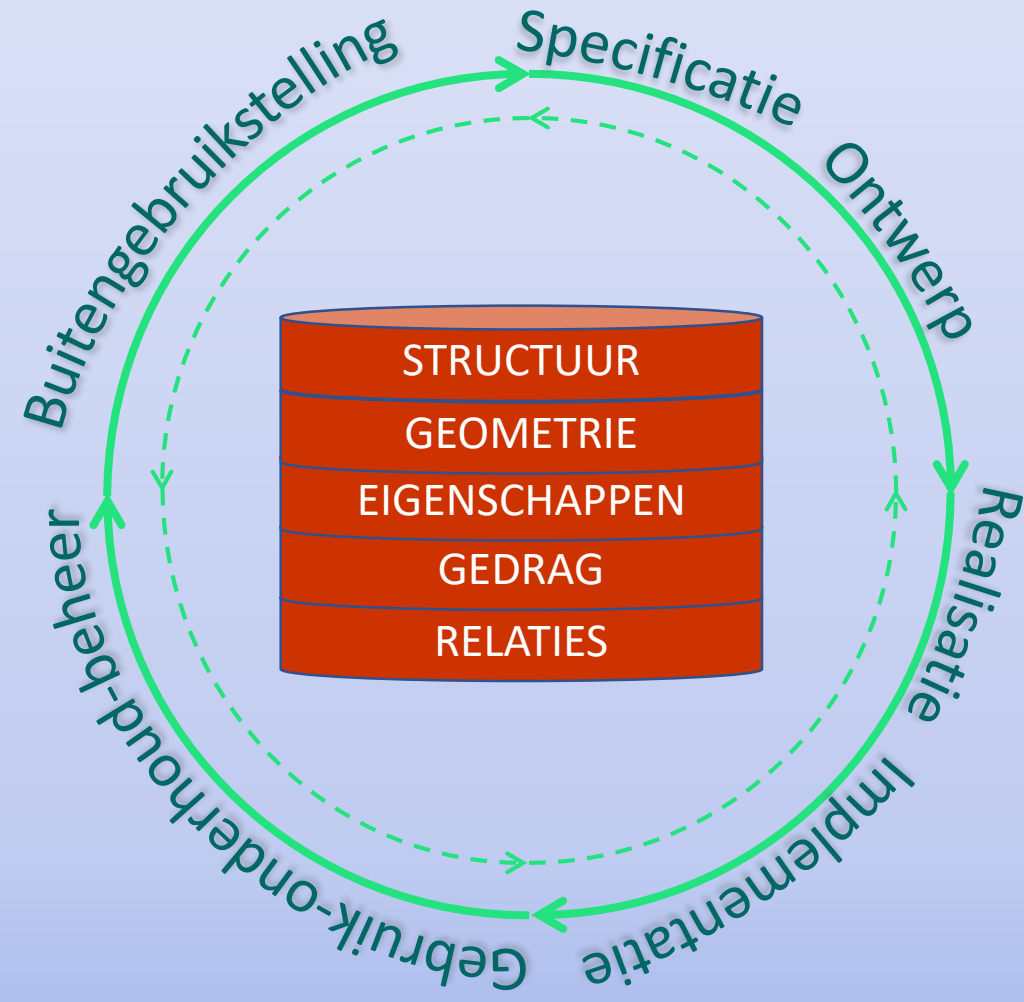 Specificatie
Ontwerp
Realisatie
Implementatie
Gebruik-onderhoud-beheer
Buitengebruikstelling
STRUCTUUR
GEOMETRIE
EIGENSCHAPPEN
GEDRAG
RELATIES